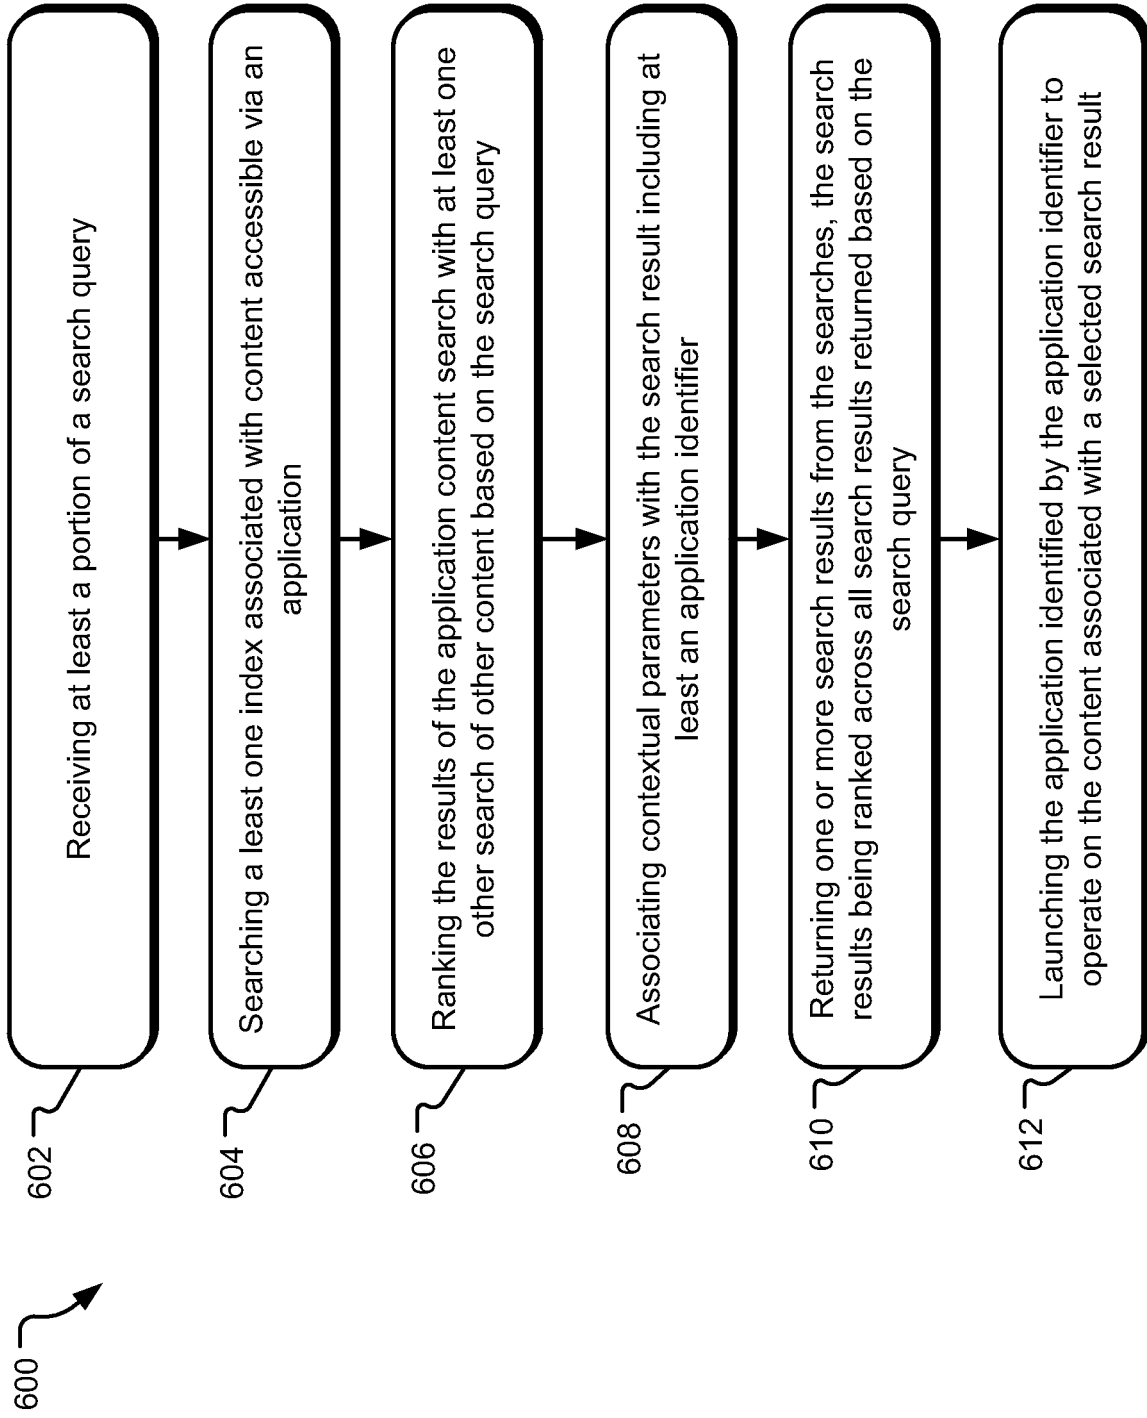 600
602
Receiving at least a portion of a search query
604
Searching a least one index associated with content accessible via an
application
606
Ranking the results of the application content search with at least one
other search of other content based on the search query
608
Associating contextual parameters with the search result including at
least an application identifier
610
Returning one or more search results from the searches, the search
results being ranked across all search results returned based on the
search query
612
Launching the application identified by the application identifier to
operate on the content associated with a selected search result